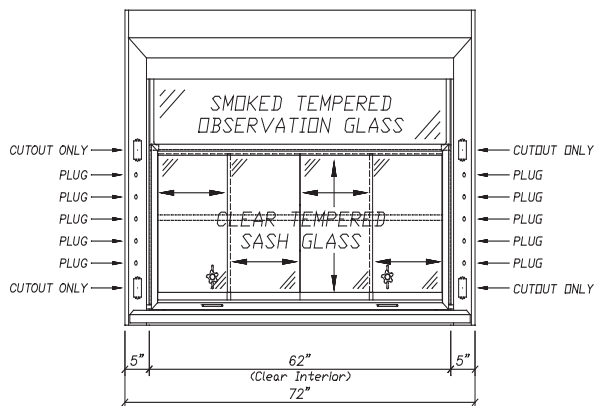 SMOKED TEMPERED
OBSERVATION GLASS
CUTOUT ONLY
PLUG
PLUG
PLUG
PLUG
PLUG
CUTOUT ONLY
CUTOUT ONLY
PLUG
PLUG
PLUG
PLUG
PLUG
CUTOUT ONLY
CLEAR TEMPERED
SASH GLASS
5" 62" 5"
(Clear Interior)
72"